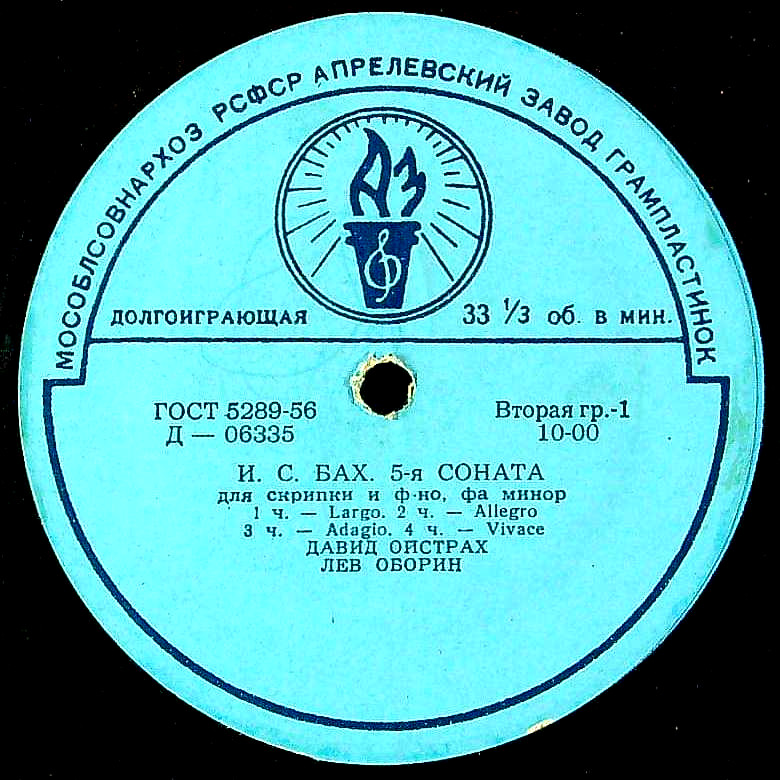 МОСОБЛСОВНАРХОЗ РСФСР АПРЕЛЕВСКИЙ ЗАВОД ГРАМПЛАСТИНОК
АЗ
ДОЛГОИГРАЮЩАЯ 33 1/3 об. в мин.
ГОСТ 5289-56 Вторая гр.-1
Д — 06335 10-00
И. С. БАХ. 5-я СОНАТА
для скрипки и ф-но, фа минор
1 ч. — Largo. 2 ч. — Allegro
3 ч. — Adagio. 4 ч. — Vivace
ДАВИД ОЙСТРАХ
ЛЕВ ОБОРИН